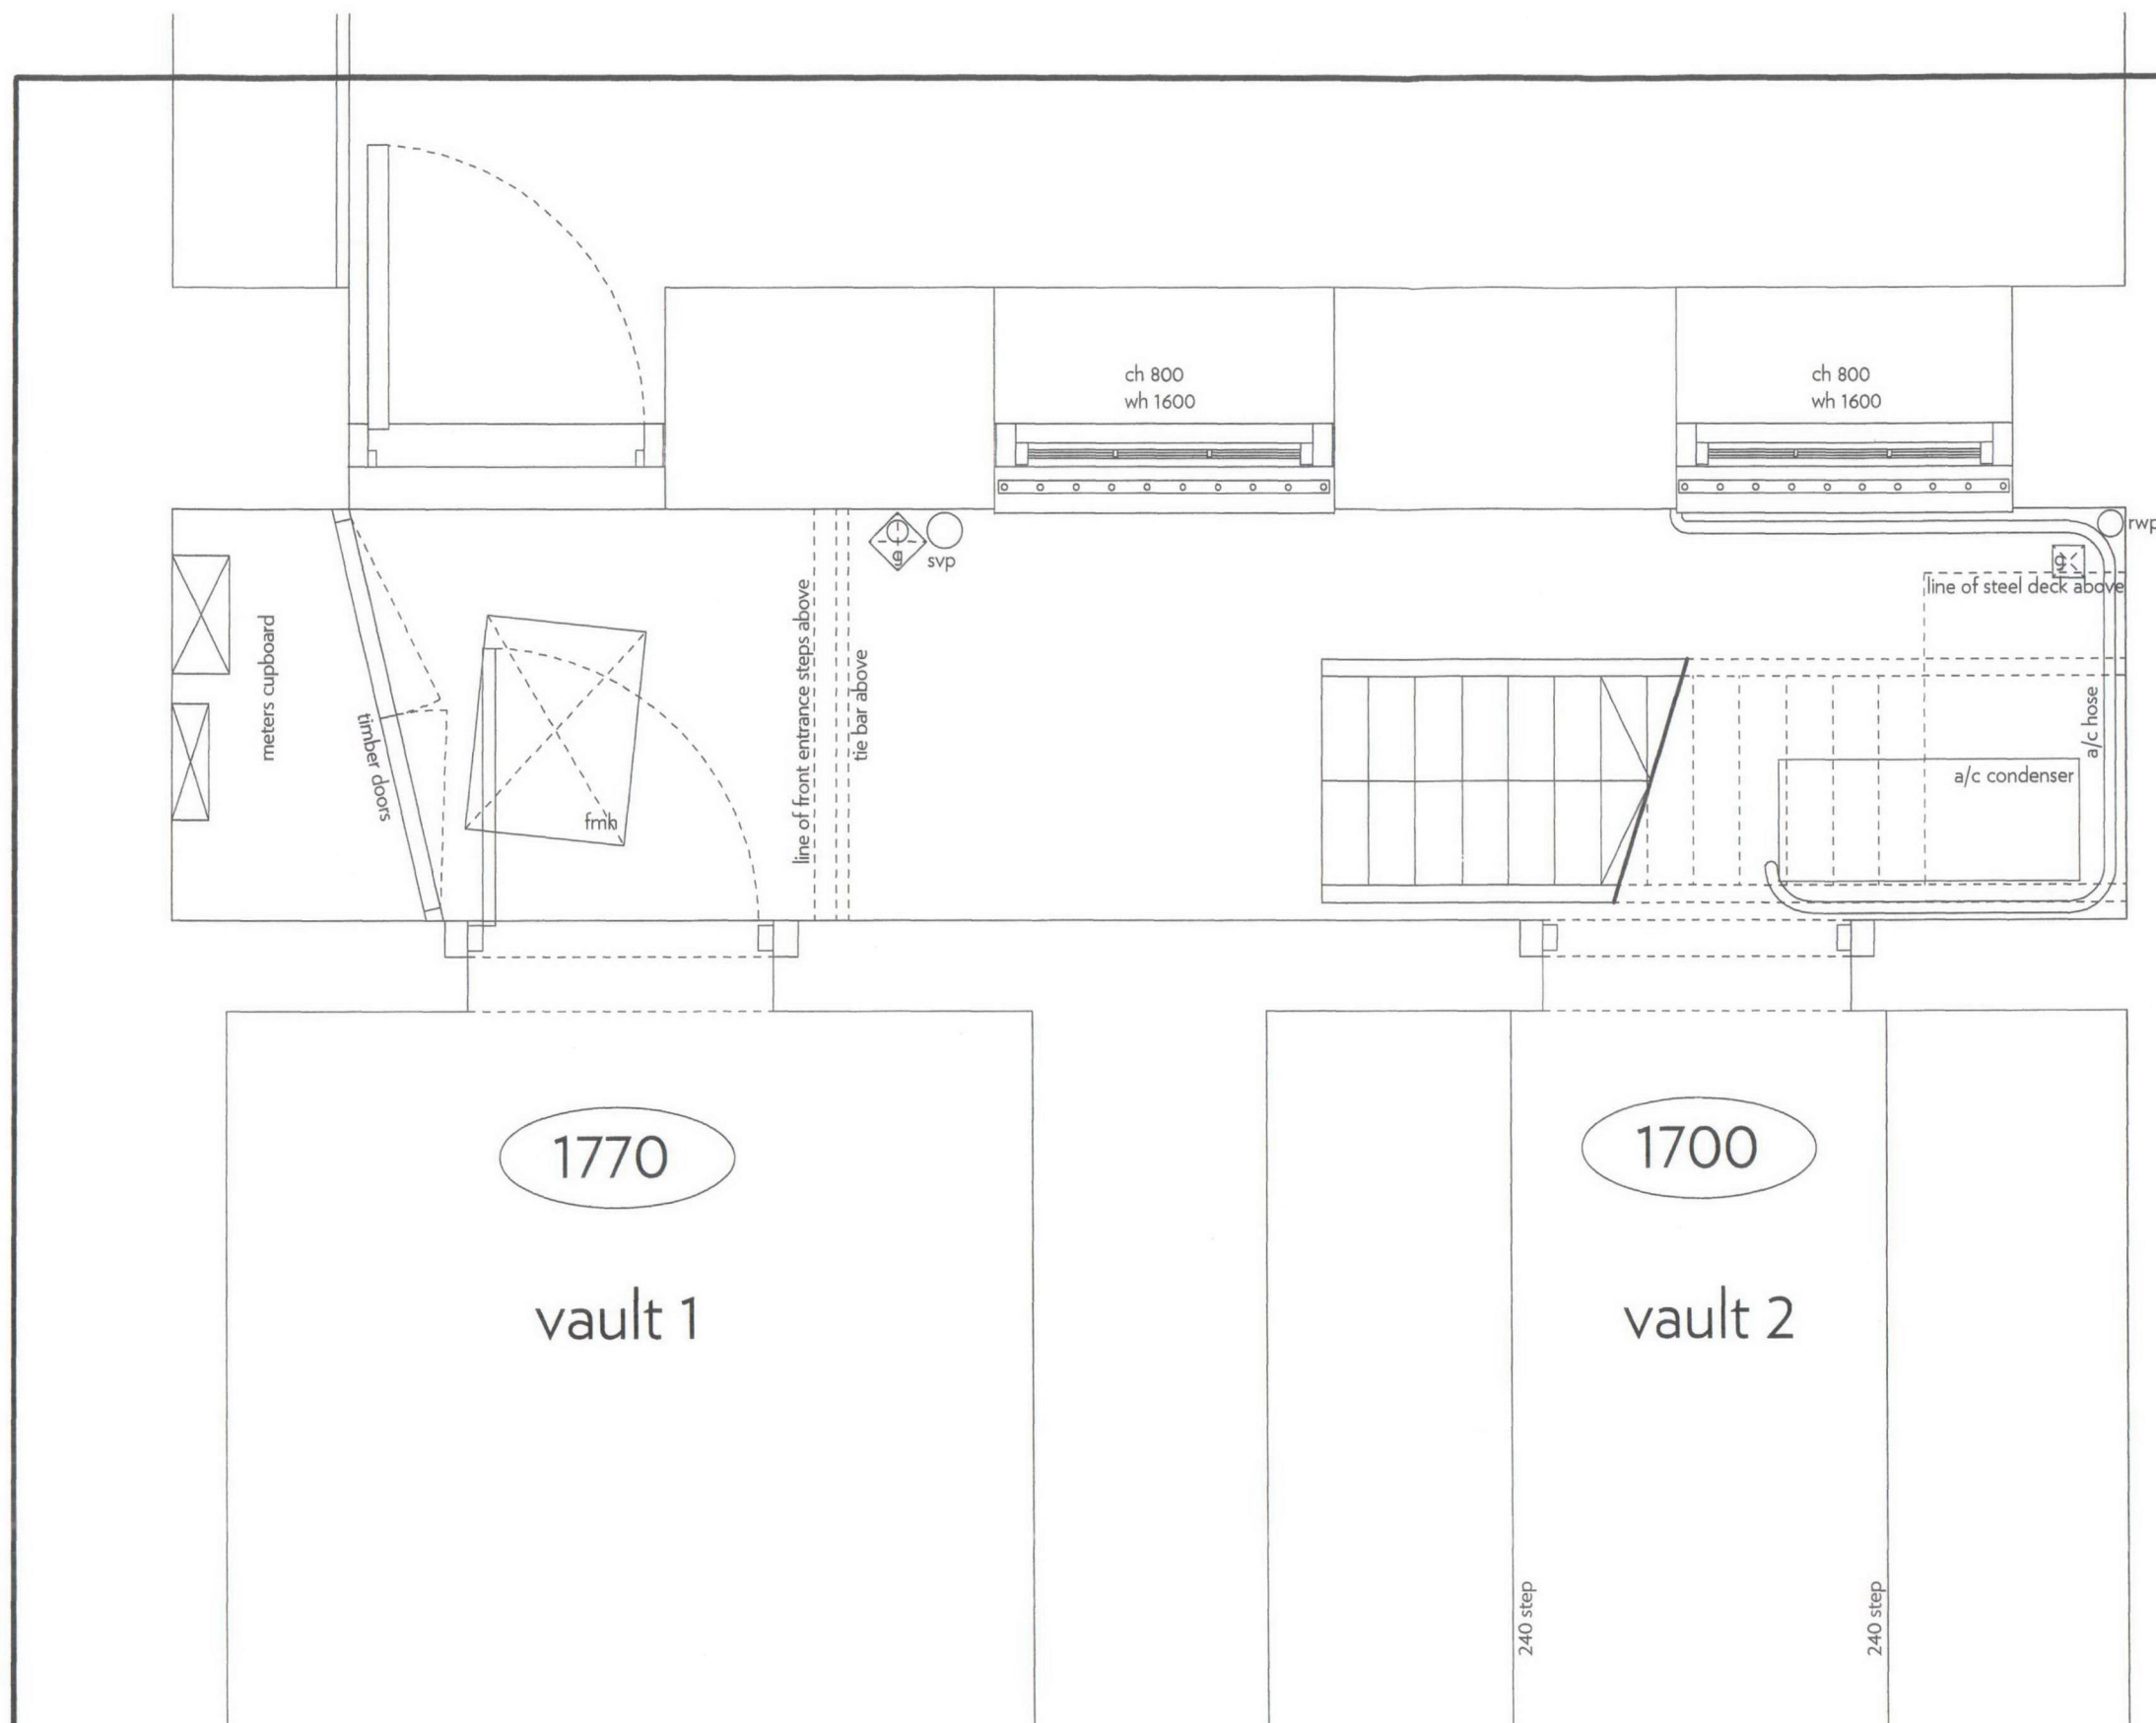 ch 800
wh 1600
ch 800
wh 1600
g
svp
rwp
g
line of steel deck above
meters cupboard
timber doors
fmh
line of front entrance steps above
tie bar above
a/c hose
a/c condenser
1770
1700
vault 1
vault 2
240 step
240 step